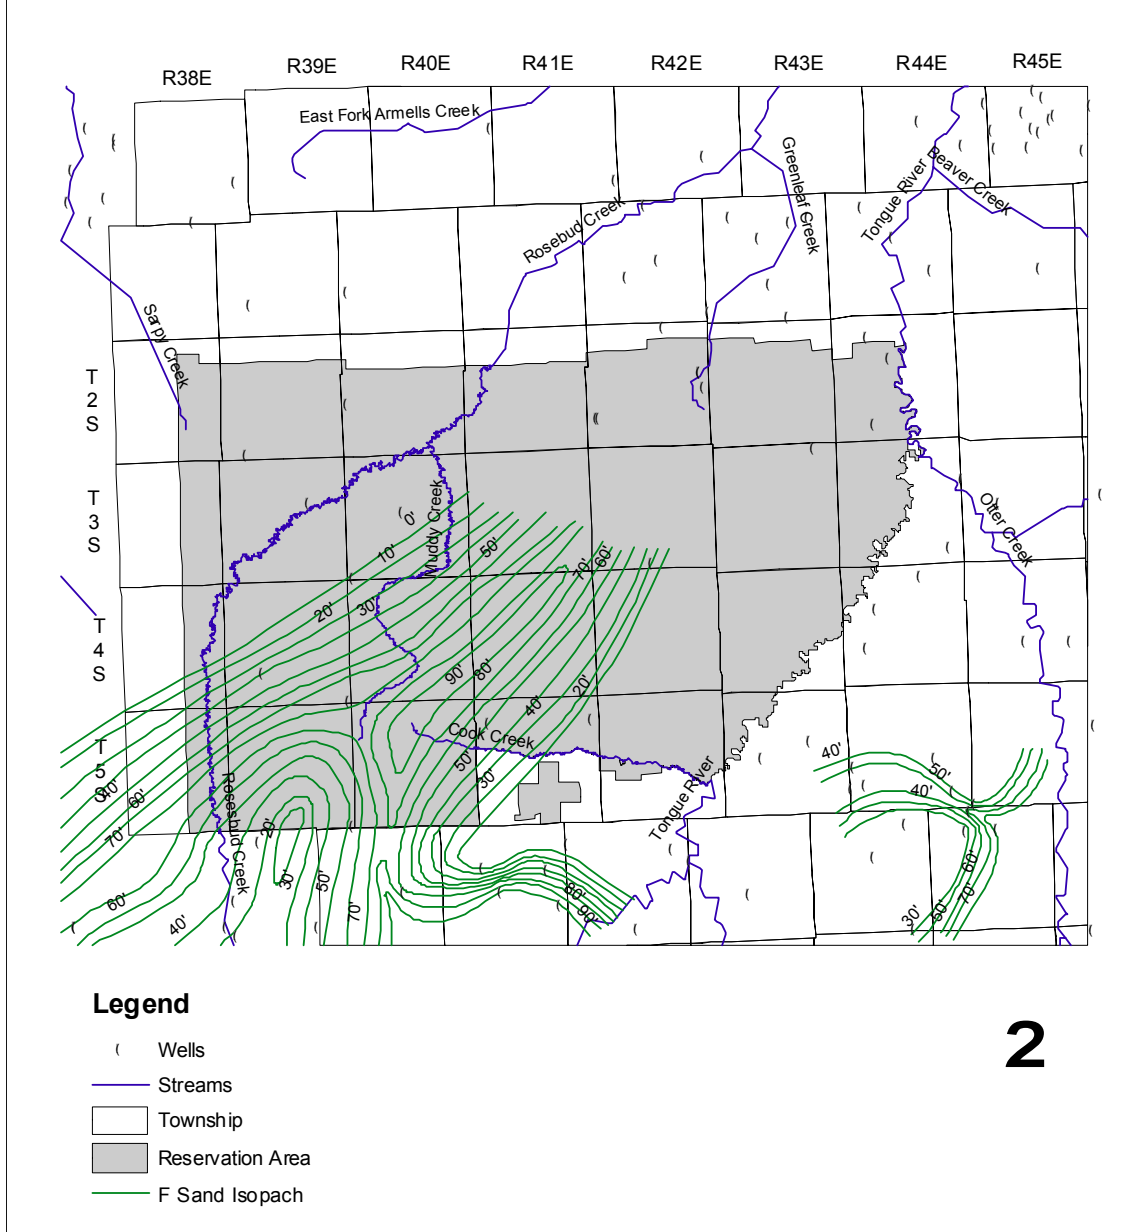 R38E
R39E
R40E
R41E
R42E
R43E
R44E
R45E
East Fork Armells Creek
Greenleaf Creek
Tongue River
Beaver Creek
Rosebud Creek
Sarpy Creek
T
2
S
T
3
S
Muddy Creek
Otter Creek
0'
10'
50'
70'
60'
20'
30'
T
4
S
90'
80'
20'
40'
Cook Creek
50'
30'
T
5
S
40'
60'
70'
Rosesbud Creek
20'
Tongue River
40'
50'
40'
60'
40'
30'
50'
70'
80'
90'
60'
70'
30'
50'
Legend
Wells
Streams
Township
Reservation Area
F Sand Isopach
2